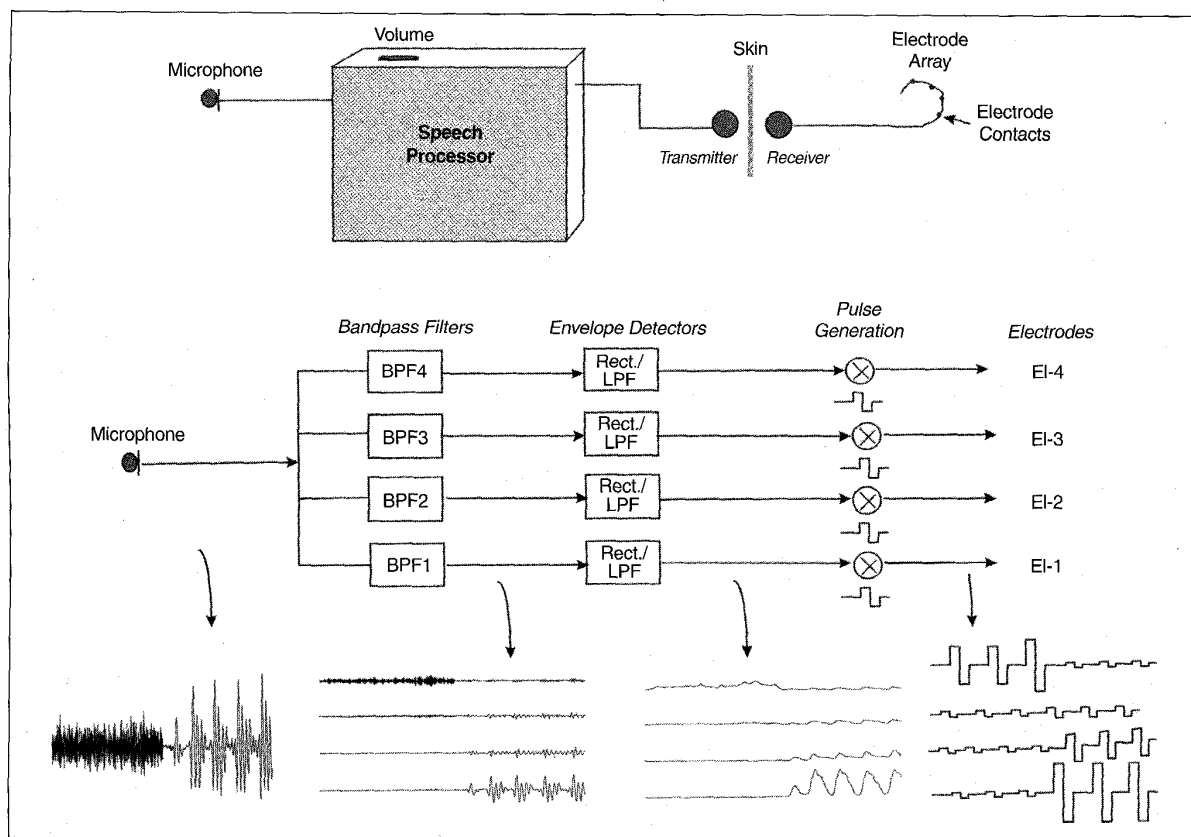 Volume
Microphone
Speech
Processor
Skin
Transmitter
Receiver
Electrode
Array
Electrode
Contacts
Bandpass Filters
Envelope Detectors
Pulse
Generation
Electrodes
Microphone
BPF4
Rect./
LPF
El-4
BPF3
Rect./
LPF
El-3
BPF2
Rect./
LPF
El-2
BPF1
Rect./
LPF
El-1